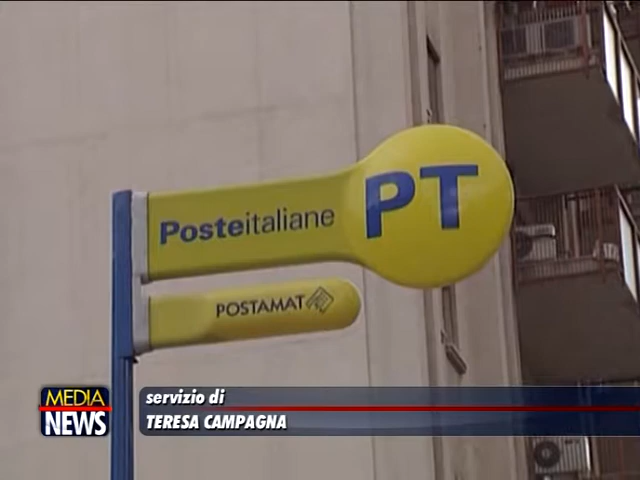 Posteitaliane
PT
POSTAMAT
MEDIA
NEWS
servizio di
TERESA CAMPAGNA